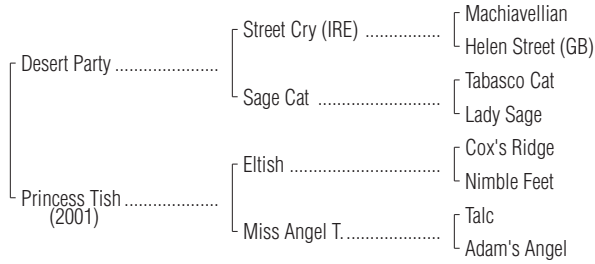 Machiavellian
Street Cry (IRE) ................
Helen Street (GB)
Desert Party ......................
Tabasco Cat
Sage Cat ..........................
Lady Sage
Cox's Ridge
Eltish ................................
Nimble Feet
Princess Tish ....................
(2001)
Talc
Miss Angel T. ....................
Adam's Angel